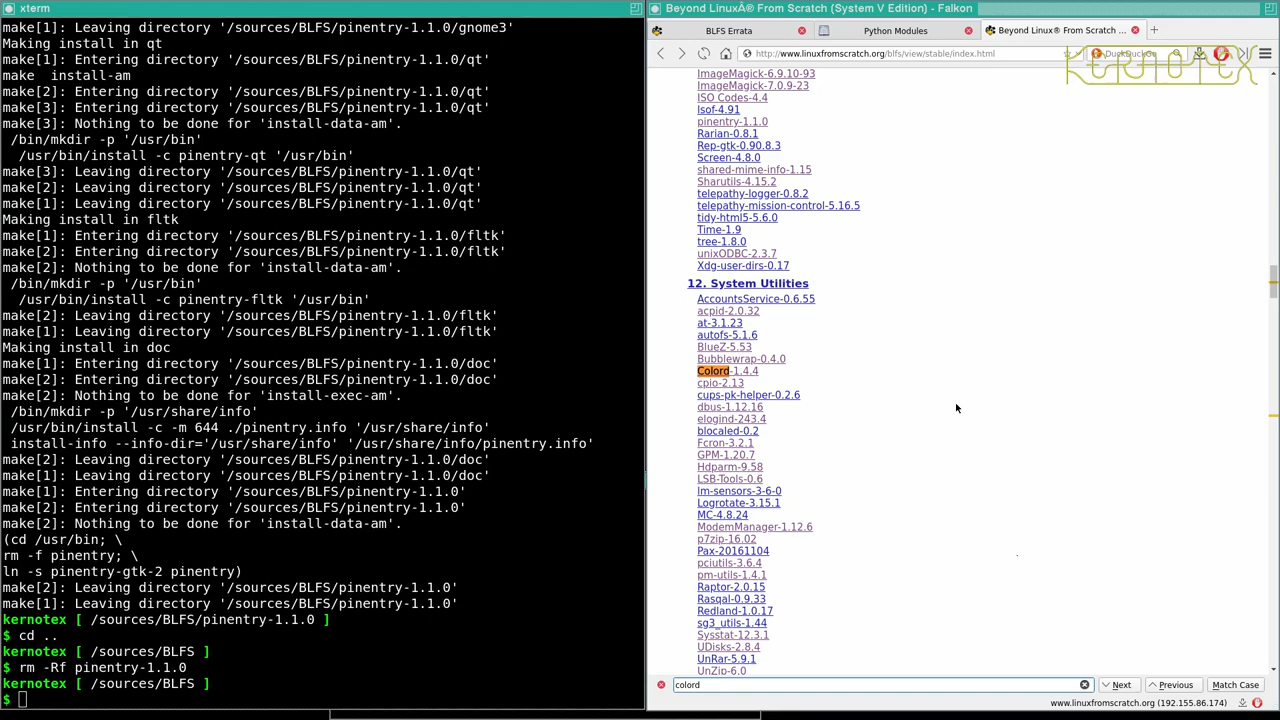 xterm
make[1]: Leaving directory '/sources/BLFS/pinentry-1.1.0/gnome3'
Making install in qt
make[1]: Entering directory '/sources/BLFS/pinentry-1.1.0/qt'
make  install-am
make[2]: Entering directory '/sources/BLFS/pinentry-1.1.0/qt'
make[3]: Entering directory '/sources/BLFS/pinentry-1.1.0/qt'
make[3]: Nothing to be done for 'install-data-am'.
/bin/mkdir -p '/usr/bin'
/usr/bin/install -c pinentry-qt '/usr/bin'
make[3]: Leaving directory '/sources/BLFS/pinentry-1.1.0/qt'
make[2]: Leaving directory '/sources/BLFS/pinentry-1.1.0/qt'
make[1]: Leaving directory '/sources/BLFS/pinentry-1.1.0/qt'
Making install in fltk
make[1]: Entering directory '/sources/BLFS/pinentry-1.1.0/fltk'
make[2]: Entering directory '/sources/BLFS/pinentry-1.1.0/fltk'
make[2]: Nothing to be done for 'install-data-am'.
/bin/mkdir -p '/usr/bin'
/usr/bin/install -c pinentry-fltk '/usr/bin'
make[2]: Leaving directory '/sources/BLFS/pinentry-1.1.0/fltk'
make[1]: Leaving directory '/sources/BLFS/pinentry-1.1.0/fltk'
Making install in doc
make[1]: Entering directory '/sources/BLFS/pinentry-1.1.0/doc'
make[2]: Entering directory '/sources/BLFS/pinentry-1.1.0/doc'
make[2]: Nothing to be done for 'install-exec-am'.
/bin/mkdir -p '/usr/share/info'
/usr/bin/install -c -m 644 ./pinentry.info '/usr/share/info'
install-info --info-dir='/usr/share/info' '/usr/share/info/pinentry.info'
make[2]: Leaving directory '/sources/BLFS/pinentry-1.1.0/doc'
make[1]: Leaving directory '/sources/BLFS/pinentry-1.1.0/doc'
make[1]: Entering directory '/sources/BLFS/pinentry-1.1.0'
make[2]: Entering directory '/sources/BLFS/pinentry-1.1.0'
make[2]: Nothing to be done for 'install-data-am'.
(cd /usr/bin; \
rm -f pinentry; \
ln -s pinentry-gtk-2 pinentry)
make[2]: Leaving directory '/sources/BLFS/pinentry-1.1.0'
make[1]: Leaving directory '/sources/BLFS/pinentry-1.1.0'
kernotex [ /sources/BLFS/pinentry-1.1.0 ]
$ cd ..
kernotex [ /sources/BLFS ]
$ rm -Rf pinentry-1.1.0
kernotex [ /sources/BLFS ]
$
Beyond LinuxÂ® From Scratch (System V Edition) - Falkon
BLFS Errata
Python Modules
Beyond Linux® From Scratch ...
http://www.linuxfromscratch.org/blfs/view/stable/index.html
DuckDuckGo
KERNOTEX
ImageMagick-6.9.10-93
ImageMagick-7.0.9-23
ISO Codes-4.4
lsof-4.91
pinentry-1.1.0
Rarian-0.8.1
Rep-gtk-0.90.8.3
Screen-4.8.0
shared-mime-info-1.15
Sharutils-4.15.2
telepathy-logger-0.8.2
telepathy-mission-control-5.16.5
tidy-html5-5.6.0
Time-1.9
tree-1.8.0
unixODBC-2.3.7
Xdg-user-dirs-0.17
12. System Utilities
AccountsService-0.6.55
acpid-2.0.32
at-3.1.23
autofs-5.1.6
BlueZ-5.53
Bubblewrap-0.4.0
Colord-1.4.4
cpio-2.13
cups-pk-helper-0.2.6
dbus-1.12.16
elogind-243.4
blocaled-0.2
Fcron-3.2.1
GPM-1.20.7
Hdparm-9.58
LSB-Tools-0.6
lm-sensors-3-6-0
Logrotate-3.15.1
MC-4.8.24
ModemManager-1.12.6
p7zip-16.02
Pax-20161104
pciutils-3.6.4
pm-utils-1.4.1
Raptor-2.0.15
Rasqal-0.9.33
Redland-1.0.17
sg3_utils-1.44
Sysstat-12.3.1
UDisks-2.8.4
UnRar-5.9.1
UnZip-6.0
colord
Next
Previous
Match Case
www.linuxfromscratch.org (192.155.86.174)